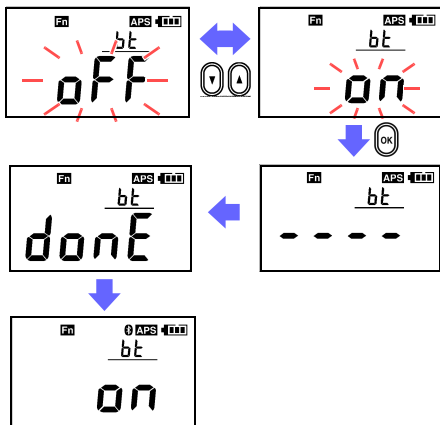 Fn APS
bt
oFF
Fn APS
bt
on
OK
Fn APS
bt
donE
Fn APS
bt
- - - -
Fn APS
bt
on